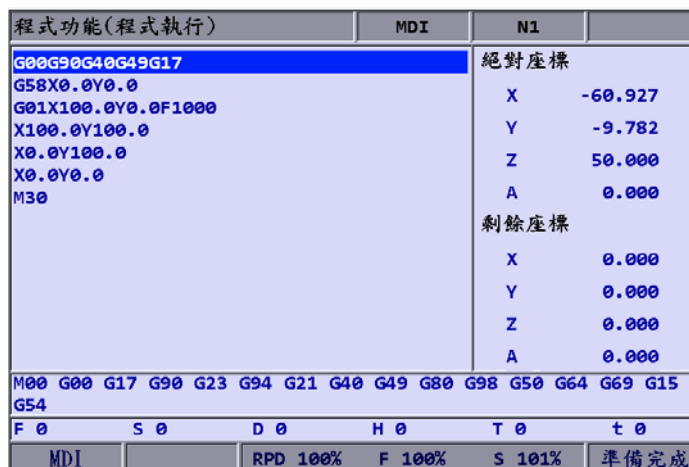 程式功能(程式執行) MDI N1
G00G90G40G49G17
G58X0.0Y0.0
G01X100.0Y0.0F1000
X100.0Y100.0
X0.0Y100.0
X0.0Y0.0
M30
絕對座標
X -60.927
Y -9.782
Z 50.000
A 0.000
剩餘座標
X 0.000
Y 0.000
Z 0.000
A 0.000
M00 G00 G17 G90 G23 G94 G21 G40 G49 G80 G98 G50 G64 G69 G15
G54
F 0 S 0 D 0 H 0 T 0 t 0
MDI RPD 100% F 100% S 101% 準備完成